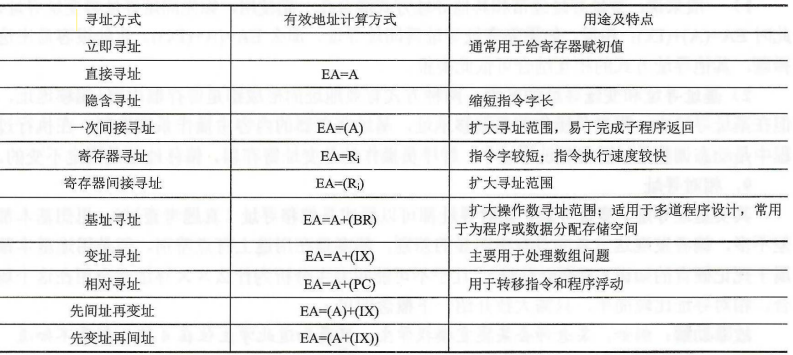 寻址方式 有效地址计算方式 用途及特点
立即寻址 通常用于给寄存器赋初值
直接寻址 EA=A
隐含寻址 缩短指令字长
一次间接寻址 EA=(A) 扩大寻址范围,易于完成子程序返回
寄存器寻址 EA=Ri 指令字较短;指令执行速度较快
寄存器间接寻址 EA=(Ri) 扩大寻址范围
基址寻址 EA=A+(BR) 扩大操作数寻址范围;适用于多道程序设计,常用
于为程序或数据分配存储空间
变址寻址 EA=A+(IX) 主要用于处理数组问题
相对寻址 EA=A+(PC) 用于转移指令和程序浮动
先间址再变址 EA=(A)+(IX)
先变址再间址 EA=(A+(IX))